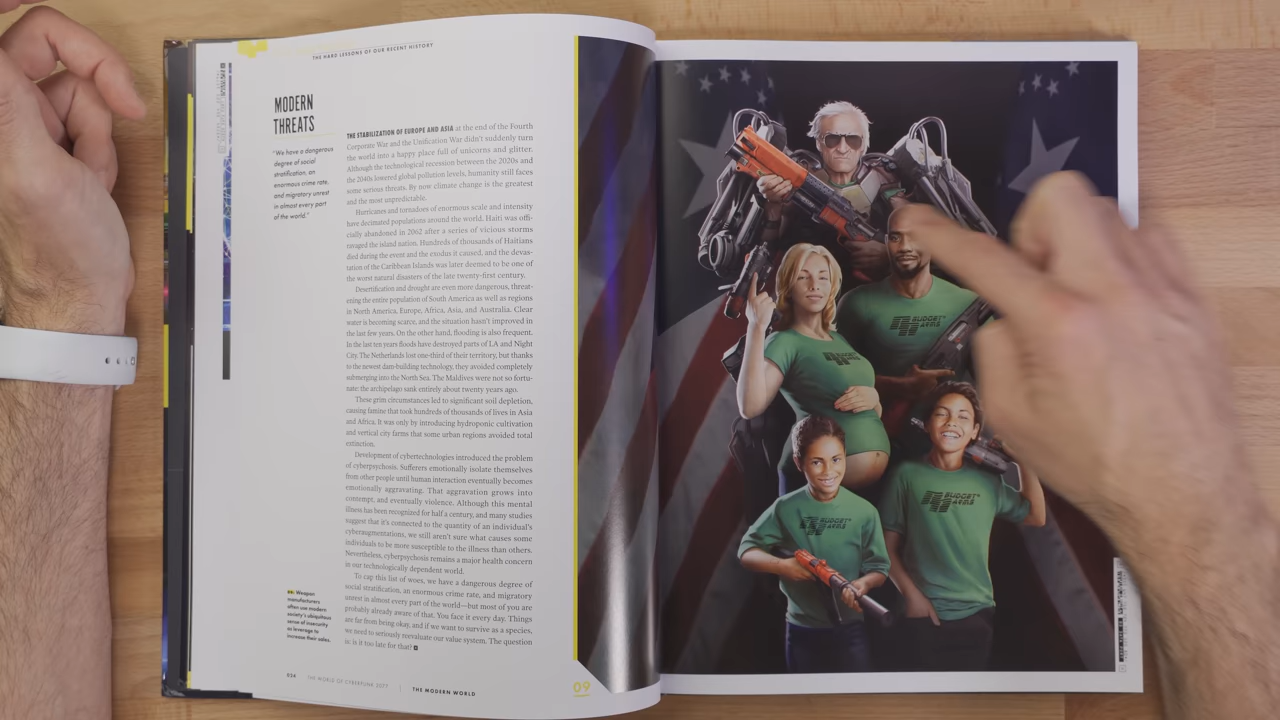 THE HARD LESSONS OF OUR RECENT HISTORY
MODERN
THREATS
"We have a dangerous
degree of social
stratification, an
enormous crime rate,
and migratory unrest
in almost every part
of the world."
THE STABILIZATION OF EUROPE AND ASIA at the end of the Fourth
Corporate War and the Unification War didn't suddenly turn
the world into a happy place full of unicorns and glitter.
Although the technological recession between the 2020s and
the 2040s lowered global pollution levels, humanity still faces
some serious threats. By now climate change is the greatest
and the most unpredictable.
Hurricanes and tornadoes of enormous scale and intensity
have decimated populations around the world. Haiti was offi-
cially abandoned in 2062 after a series of vicious storms
ravaged the island nation. Hundreds of thousands of Haitians
died during the event and the exodus it caused, and the devas-
tation of the Caribbean Islands was later deemed to be one of
the worst natural disasters of the late twenty-first century.
Desertification and drought are even more dangerous, threat-
ening the entire population of South America as well as regions
in North America, Europe, Africa, Asia, and Australia. Clear
water is becoming scarce, and the situation hasn't improved in
the last few years. On the other hand, flooding is also frequent.
In the last ten years floods have destroyed parts of LA and Night
City. The Netherlands lost one-third of their territory, but thanks
to the newest dam-building technology, they avoided completely
submerging into the North Sea. The Maldives were not so fortu-
nate: the archipelago sank entirely about twenty years ago.
These grim circumstances led to significant soil depletion,
causing famine that took hundreds of thousands of lives in Asia
and Africa. It was only by introducing hydroponic cultivation
and vertical city farms that some urban regions avoided total
extinction.
Development of cybertechnologies introduced the problem
of cyberpsychosis. Sufferers emotionally isolate themselves
from other people until human interaction eventually becomes
emotionally aggravating. That aggravation grows into
contempt, and eventually violence. Although this mental
illness has been recognized for half a century, and many studies
suggest that it's connected to the quantity of an individual's
cyberaugmentations, we still aren't sure what causes some
individuals to be more susceptible to the illness than others.
Nevertheless, cyberpsychosis remains a major health concern
in our technologically dependent world.
To cap this list of woes, we have a dangerous degree of
social stratification, an enormous crime rate, and migratory
unrest in almost every part of the world—but most of you are
probably already aware of that. You face it every day. Things
are far from being okay, and if we want to survive as a species,
we need to seriously reevaluate our value system. The question
is: is it too late for that?
09: Weapon
manufacturers
often use modern
society's ubiquitous
sense of insecurity
as leverage to
increase their sales.
034 THE WORLD OF CYBERPUNK 2077 THE MODERN WORLD
09
BUDGET
ARMS
BUDGET
ARMS
BUDGET
ARMS